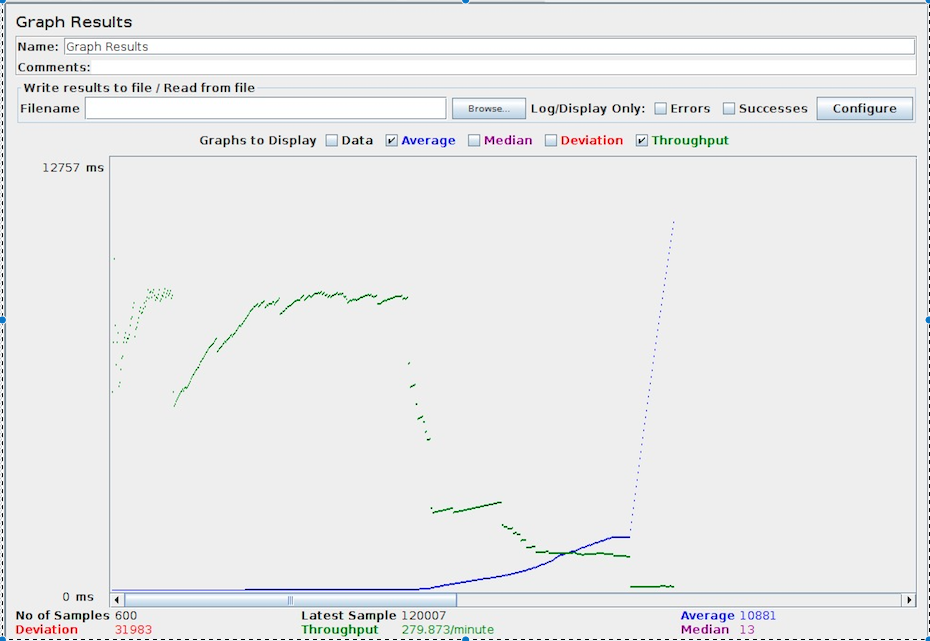 Graph Results
Name: Graph Results
Comments:
Write results to file / Read from file
Filename Browse... Log/Display Only: Errors Successes Configure
Graphs to Display Data Average Median Deviation Throughput
12757 ms
0 ms
No of Samples 600 Latest Sample 120007 Average 10881
Deviation 31983 Throughput 279.873/minute Median 13